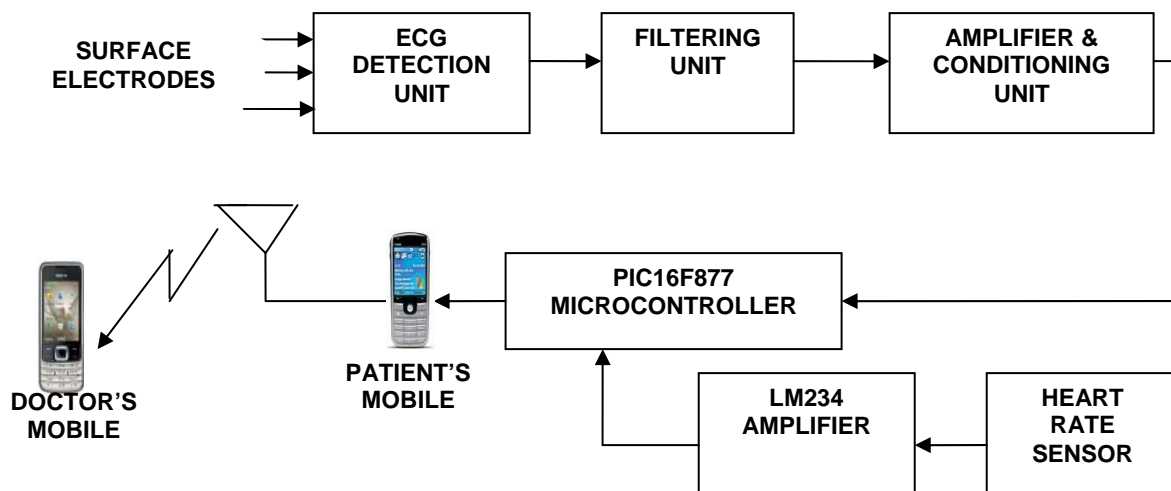 SURFACE
ELECTRODES
ECG
DETECTION
UNIT
FILTERING
UNIT
AMPLIFIER &
CONDITIONING
UNIT
PIC16F877
MICROCONTROLLER
PATIENT'S
MOBILE
DOCTOR'S
MOBILE
LM234
AMPLIFIER
HEART
RATE
SENSOR